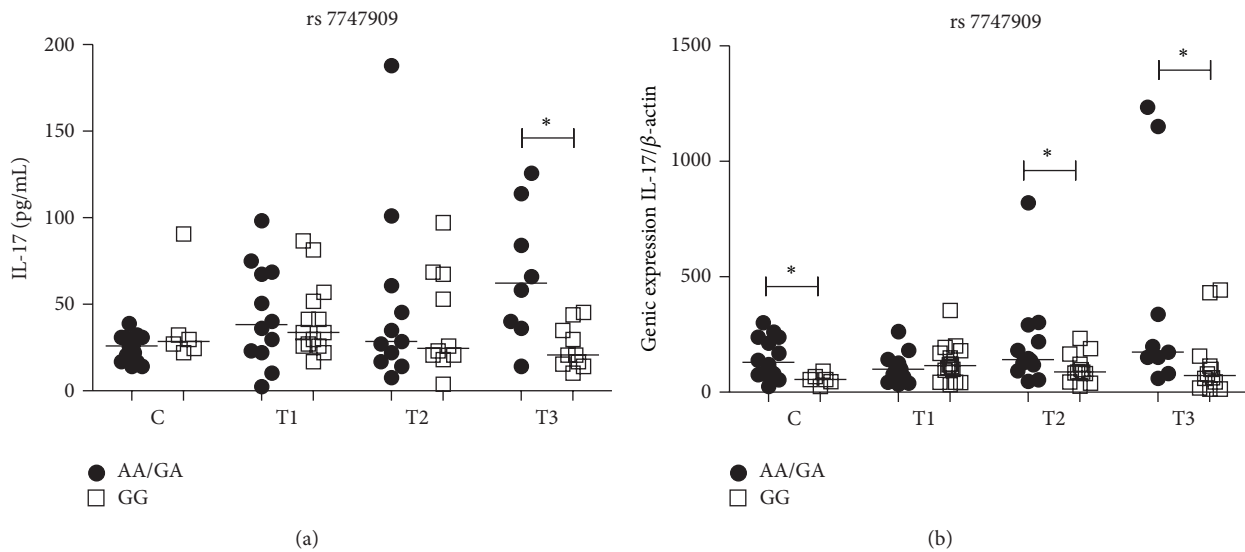 rs 7747909
200
150
100
50
0
IL-17 (pg/mL)
*
C T1 T2 T3
AA/GA
GG
(a)
rs 7747909
1500
1000
500
0
Genic expression IL-17/β-actin
*
*
*
C T1 T2 T3
AA/GA
GG
(b)